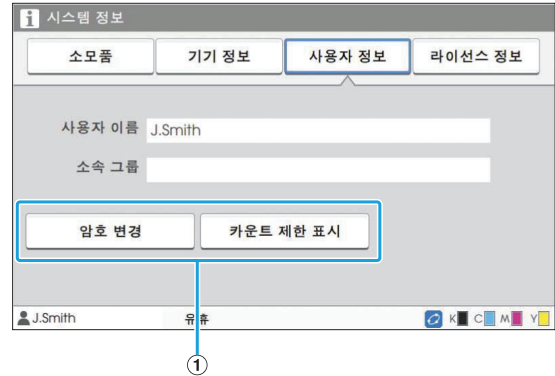 i 시스템 정보
소모품 기기 정보 사용자 정보 라이선스 정보
사용자 이름 J.Smith
소속 그룹
암호 변경 카운트 제한 표시
J.Smith 유휴 K C M Y
①